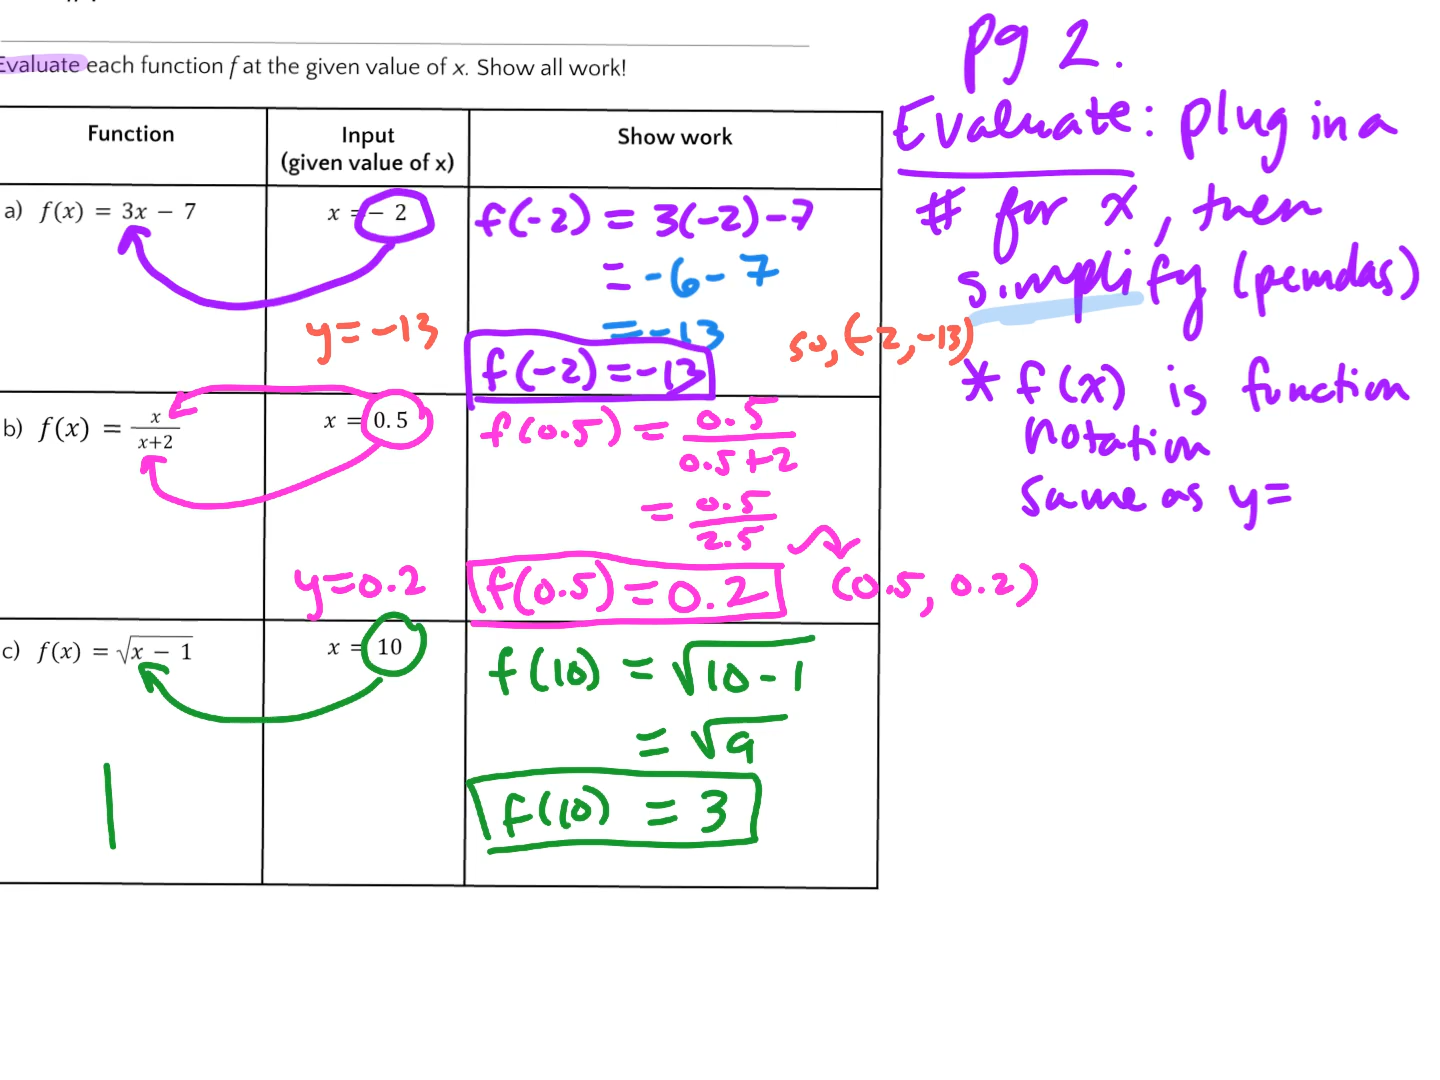 pg 2.
Evaluate each function f at the given value of x. Show all work!
Evaluate: plug in a
# for x, then
simplify (pemdas)
* f(x) is function
notation
same as y=
Function
Input
(given value of x)
Show work
a) f(x) = 3x − 7
x = − 2
f(-2) = 3(-2)-7
= -6-7
= -13
y = -13
f(-2) = -13
so, (-2, -13)
b) f(x) = x/(x+2)
x = 0.5
f(0.5) = 0.5/(0.5+2)
= 0.5/2.5
y=0.2
f(0.5) = 0.2
(0.5, 0.2)
c) f(x) = √(x − 1)
x = 10
f(10) = √(10-1)
= √9
f(10) = 3